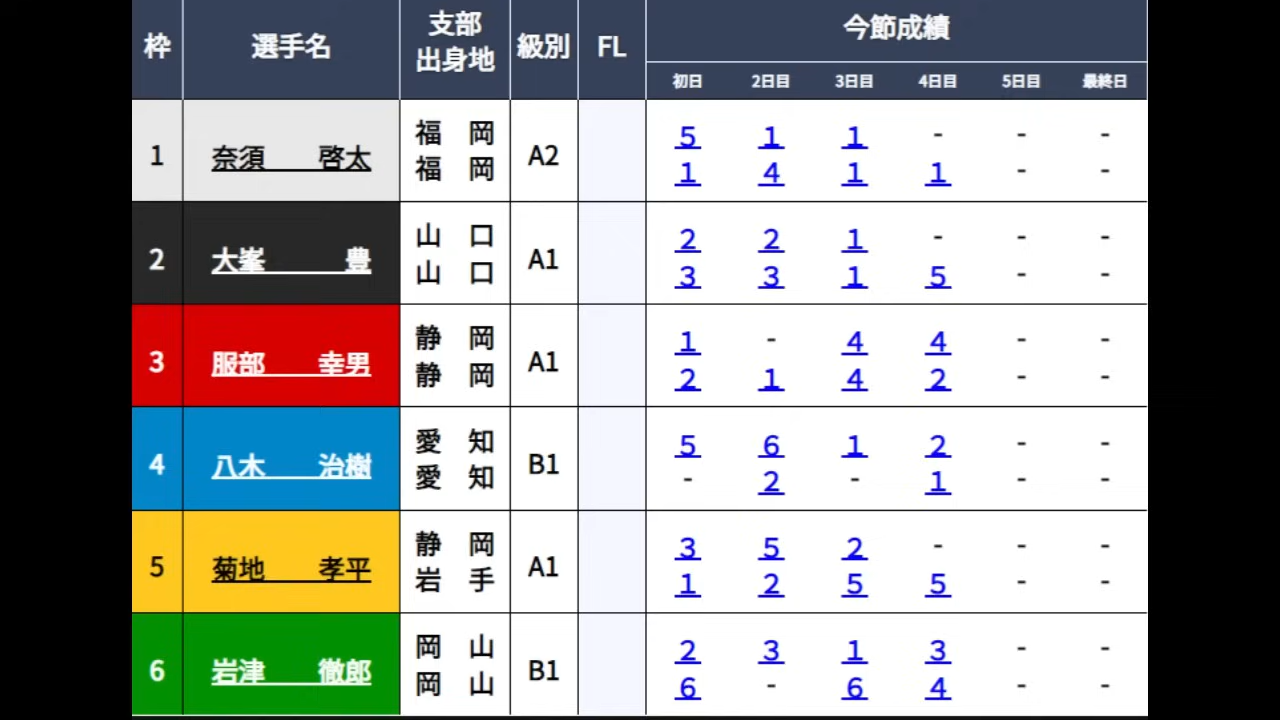 枠 選手名 支部 出身地 級別 FL 今節成績
初日 2日目 3日目 4日目 5日目 最終日
1 奈須 啓太 福岡 福岡 A2
5 1 1 - - -
1 4 1 1 - -
2 大峯 豊 山口 山口 A1
2 2 1 - - -
3 3 1 5 - -
3 服部 幸男 静岡 静岡 A1
1 - 4 4 - -
2 1 4 2 - -
4 八木 治樹 愛知 愛知 B1
5 6 1 2 - -
- 2 - 1 - -
5 菊地 孝平 静岡 岩手 A1
3 5 2 - - -
1 2 5 5 - -
6 岩津 徹郎 岡山 岡山 B1
2 3 1 3 - -
6 - 6 4 - -